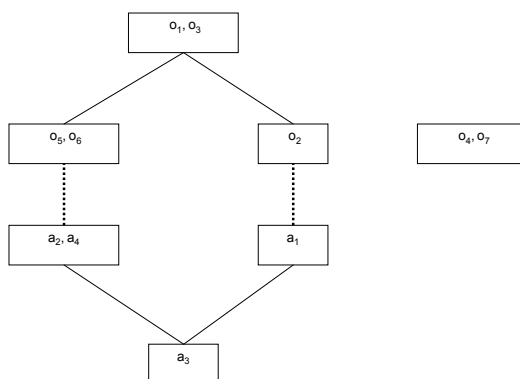 o₁, o₃
o₅, o₆
o₂
o₄, o₇
a₂, a₄
a₁
a₃